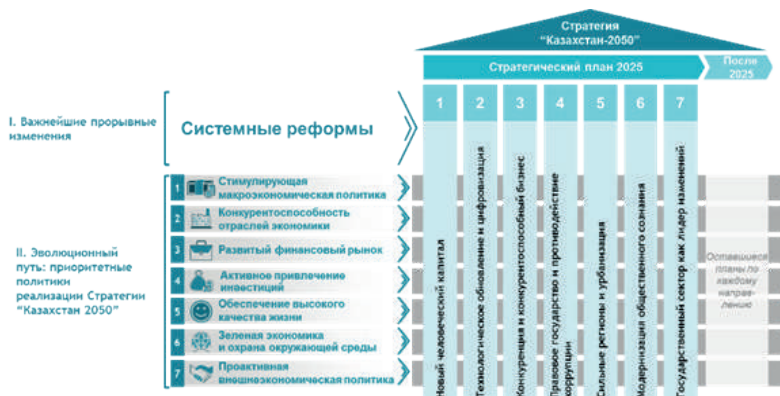 Стратегия
“Казахстан-2050”
Стратегический план 2025
После
2025
I. Важнейшие прорывные
изменения
Системные реформы
1
2
3
4
5
6
7
II. Эволюционный
путь: приоритетные
политики
реализации Стратегии
“Казахстан 2050”
1 Стимулирующая
макроэкономическая политика
2 Конкурентоспособность
отраслей экономики
3 Развитый финансовый рынок
4 Активное привлечение
инвестиций
5 Обеспечение высокого
качества жизни
6 Зеленая экономика
и охрана окружающей среды
7 Проактивная
внешнеэкономическая политика
Новый человеческий капитал
Технологическое обновление и цифровизация
Конкуренция и конкурентоспособный бизнес
Правовое государство и противодействие
коррупции
Сильные регионы и урбанизация
Модернизация общественного сознания
Государственный сектор как лидер изменений
Оставшиеся
планы по
каждому
направ-
лению